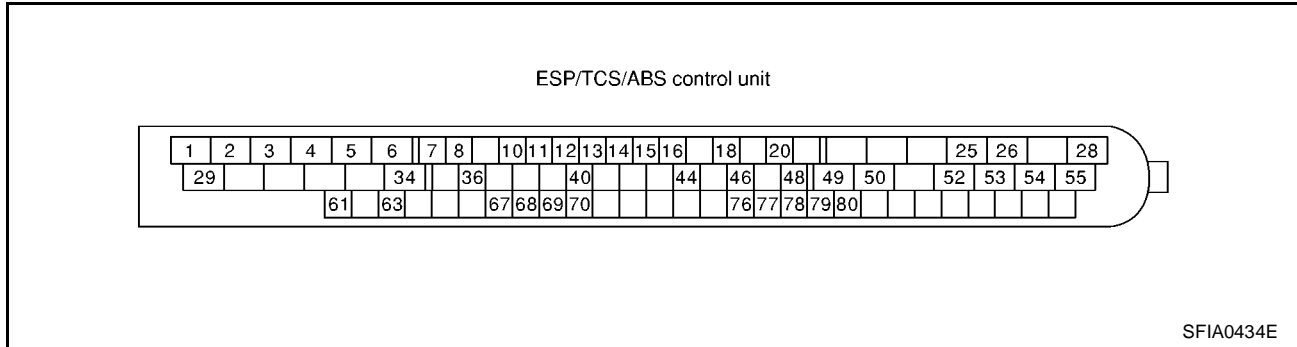 ESP/TCS/ABS control unit
1 2 3 4 5 6 7 8 10 11 12 13 14 15 16 18 20 25 26 28
29 34 36 40 44 46 48 49 50 52 53 54 55
61 63 67 68 69 70 76 77 78 79 80
SFIA0434E